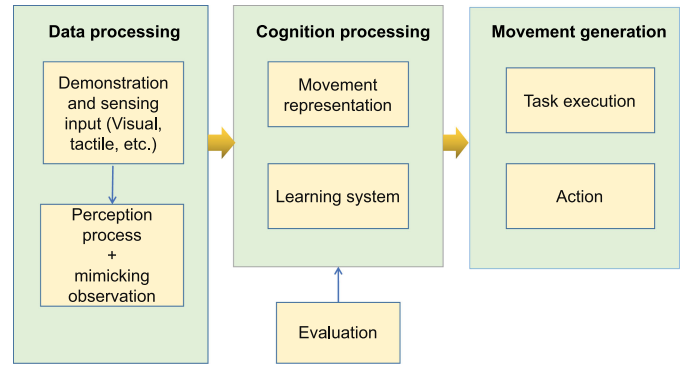 Data processing
Demonstration
and sensing
input (Visual,
tactile, etc.)
Perception
process
+
mimicking
observation
Cognition processing
Movement
representation
Learning system
Evaluation
Movement generation
Task execution
Action